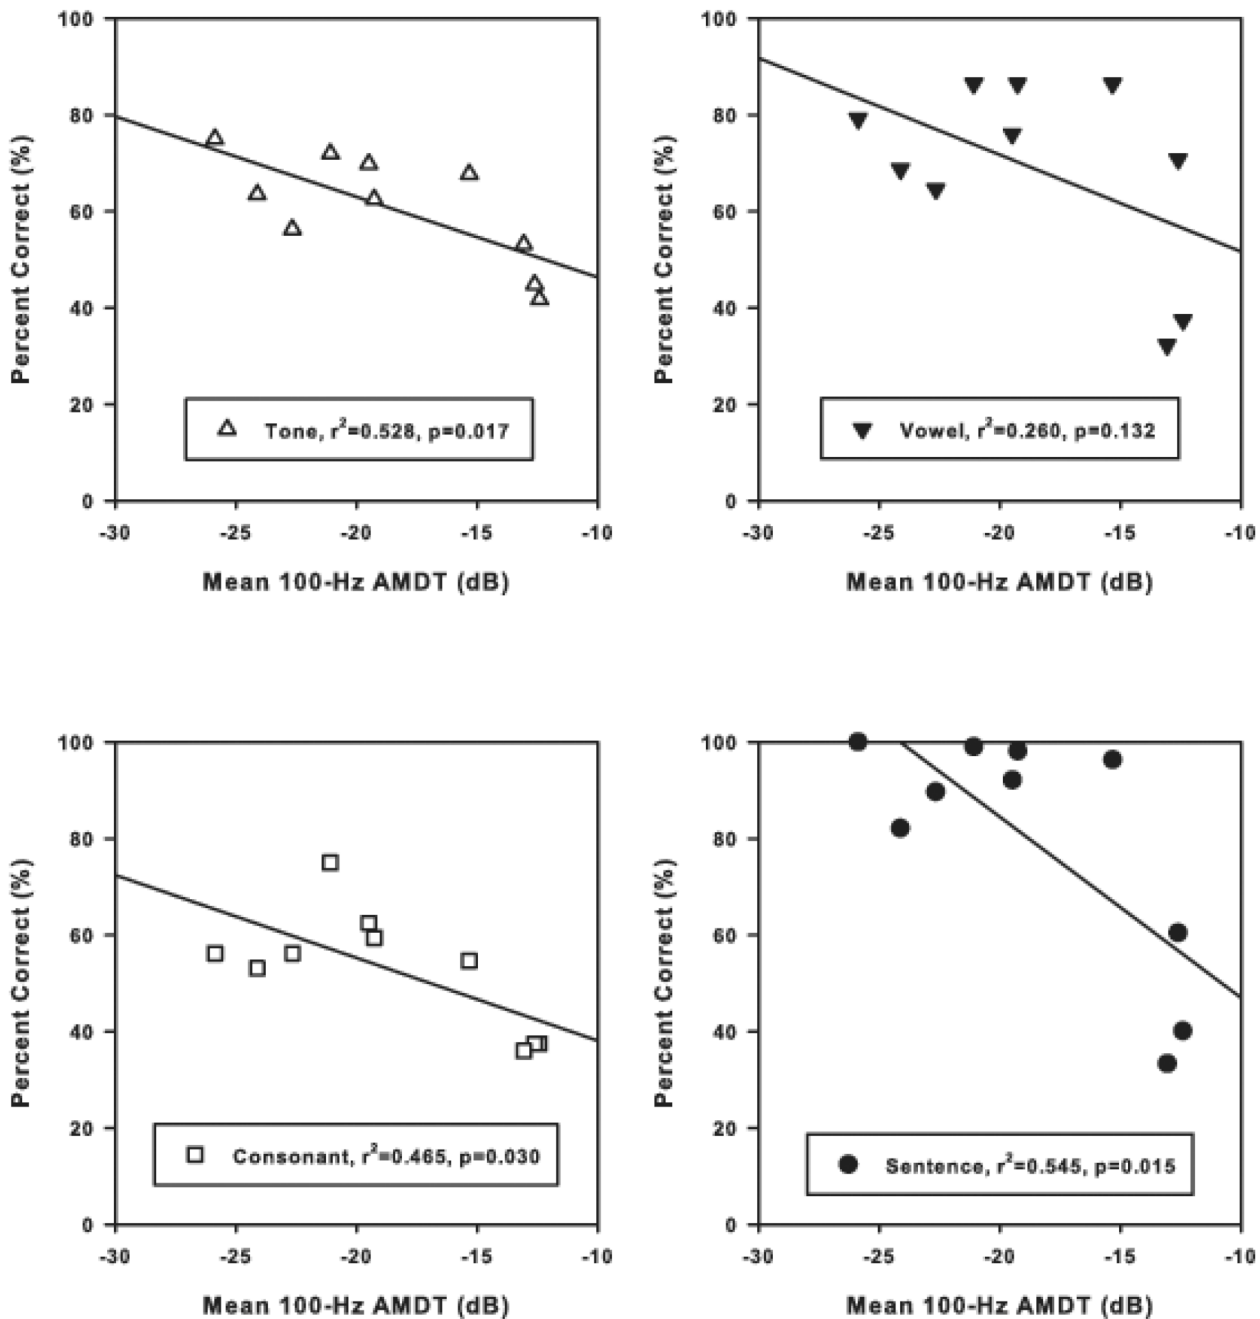 100
80
60
40
20
0
Percent Correct (%)
-30 -25 -20 -15 -10
Mean 100-Hz AMDT (dB)
Tone, r²=0.528, p=0.017
100
80
60
40
20
0
Percent Correct (%)
-30 -25 -20 -15 -10
Mean 100-Hz AMDT (dB)
Vowel, r²=0.260, p=0.132
100
80
60
40
20
0
Percent Correct (%)
-30 -25 -20 -15 -10
Mean 100-Hz AMDT (dB)
Consonant, r²=0.465, p=0.030
100
80
60
40
20
0
Percent Correct (%)
-30 -25 -20 -15 -10
Mean 100-Hz AMDT (dB)
Sentence, r²=0.545, p=0.015